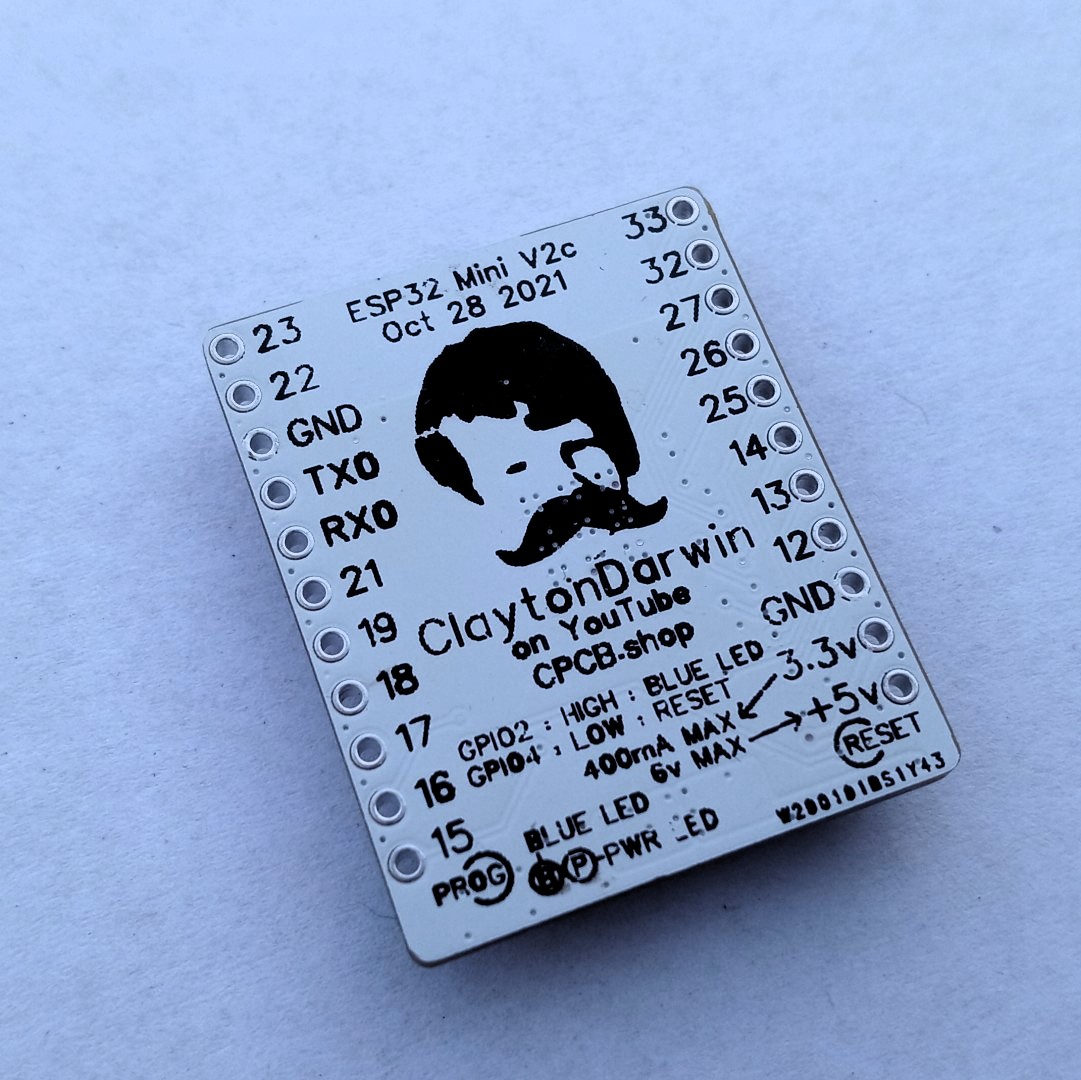 ESP32 Mini V2c
Oct 28 2021
23
22
GND
TX0
RX0
21
19
18
17
16
15
33
32
27
26
25
14
13
12
GND
3.3v
+5v
ClaytonDarwin
on YouTube
CPCB.shop
GPIO2 : HIGH : BLUE LED
GPIO4 : LOW : RESET
400mA MAX
6v MAX
RESET
BLUE LED
PROG
B P-PWR LED
W200101BS1Y43